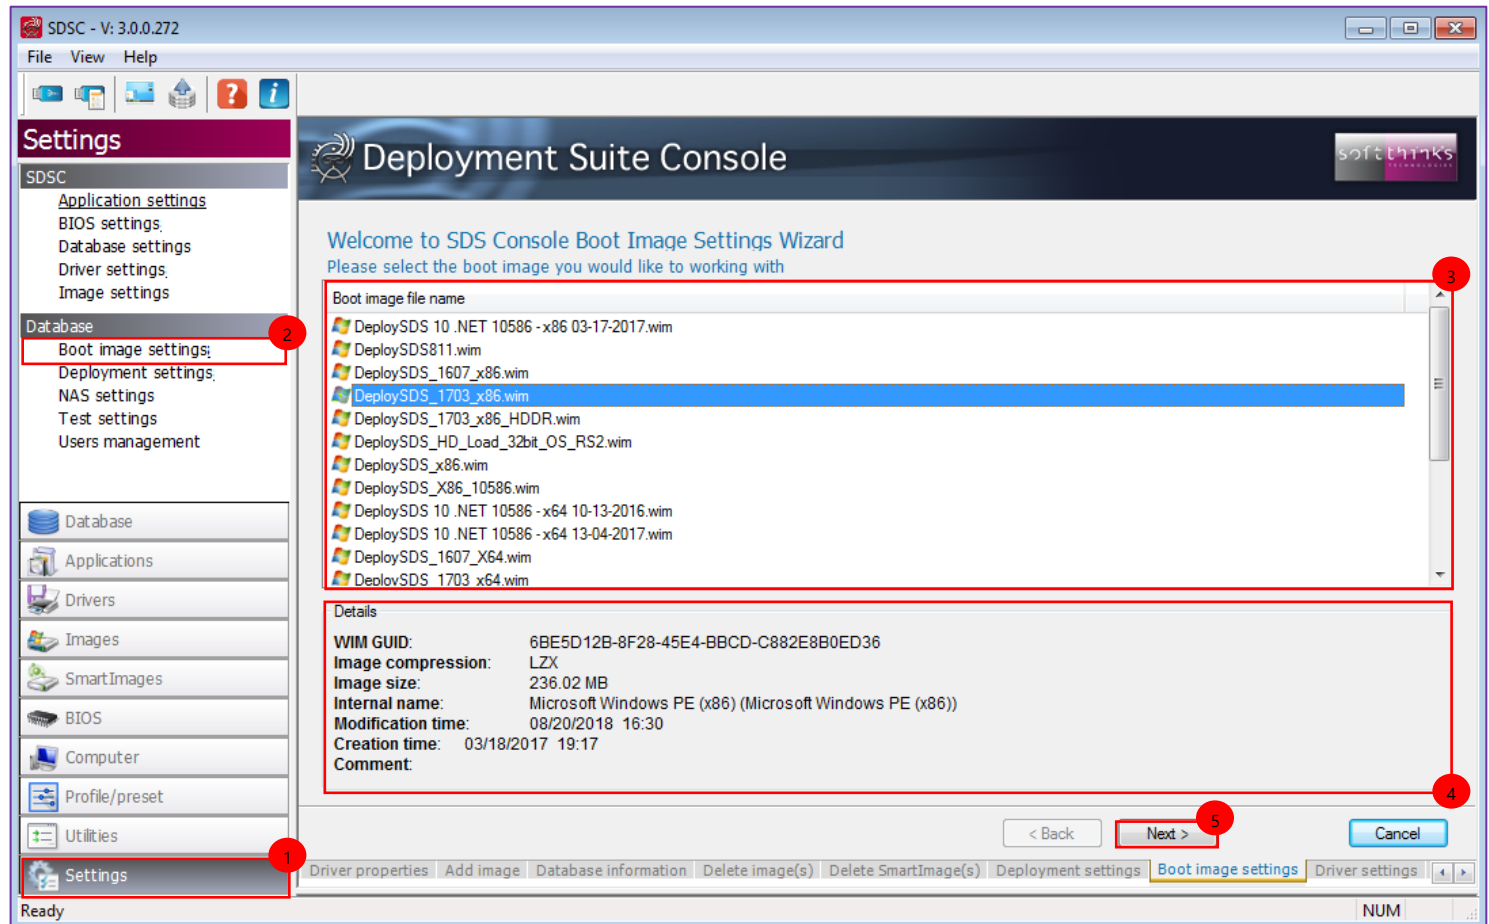 SDSC - V: 3.0.0.272
File View Help
Settings
SDSC
Application settings
BIOS settings
Database settings
Driver settings
Image settings
Database
2
Boot image settings
Deployment settings
NAS settings
Test settings
Users management
Database
Applications
Drivers
Images
SmartImages
BIOS
Computer
Profile/preset
Utilities
1
Settings
Deployment Suite Console
softthinks
TECHNOLOGIES
Welcome to SDS Console Boot Image Settings Wizard
Please select the boot image you would like to working with
3
Boot image file name
DeploySDS 10 .NET 10586 - x86 03-17-2017.wim
DeploySDS811.wim
DeploySDS_1607_x86.wim
DeploySDS_1703_x86.wim
DeploySDS_1703_x86_HDDR.wim
DeploySDS_HD_Load_32bit_OS_RS2.wim
DeploySDS_x86.wim
DeploySDS_X86_10586.wim
DeploySDS 10 .NET 10586 - x64 10-13-2016.wim
DeploySDS 10 .NET 10586 - x64 13-04-2017.wim
DeploySDS_1607_X64.wim
DeploySDS_1703_x64.wim
Details
WIM GUID: 6BE5D12B-8F28-45E4-BBCD-C882E8B0ED36
Image compression: LZX
Image size: 236.02 MB
Internal name: Microsoft Windows PE (x86) (Microsoft Windows PE (x86))
Modification time: 08/20/2018 16:30
Creation time: 03/18/2017 19:17
Comment:
4
< Back Next > 5 Cancel
Driver properties Add image Database information Delete image(s) Delete SmartImage(s) Deployment settings Boot image settings Driver settings
Ready NUM